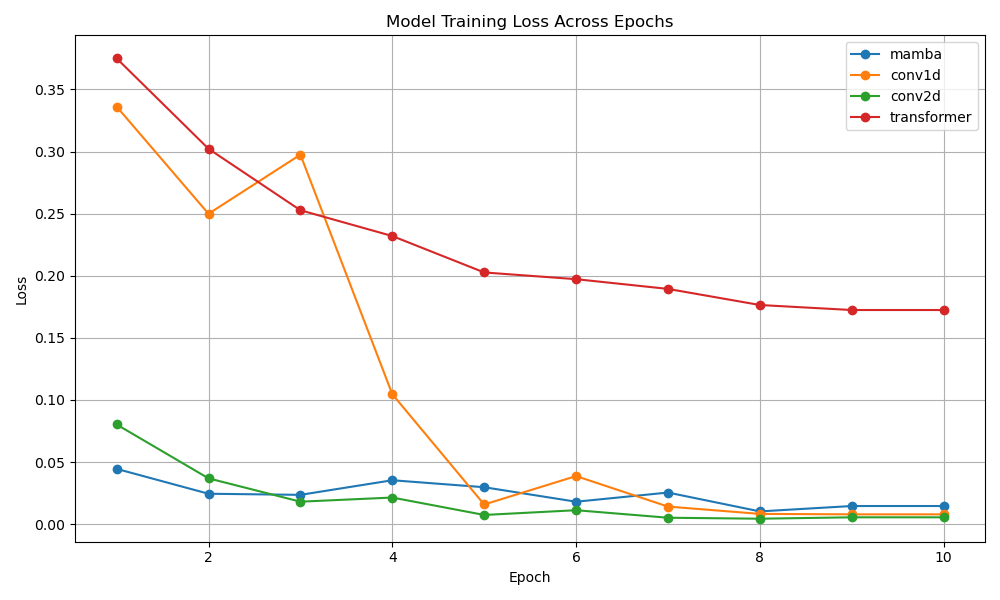 Model Training Loss Across Epochs
mamba
conv1d
conv2d
transformer
0.35
0.30
0.25
0.20
0.15
0.10
0.05
0.00
Loss
2 4 6 8 10
Epoch